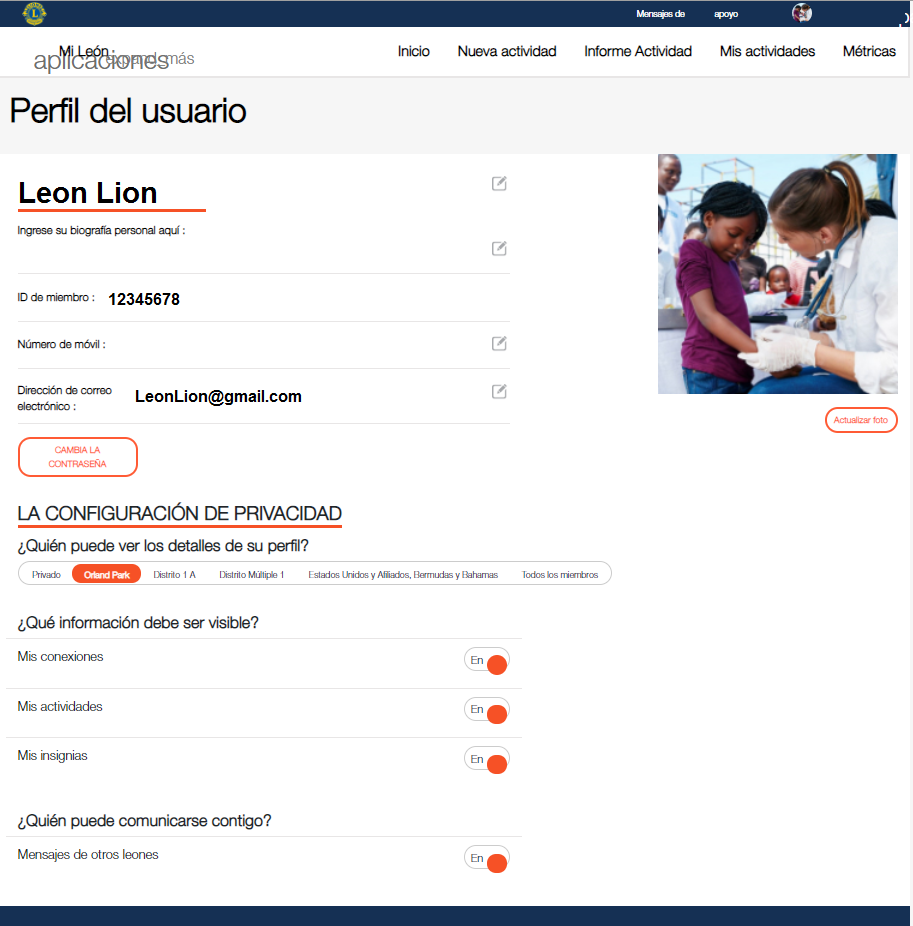 Mensajes de apoyo
Mi León
aplicaciones expand_más
Inicio Nueva actividad Informe Actividad Mis actividades Métricas
Perfil del usuario
Leon Lion
Ingrese su biografía personal aquí :
ID de miembro : 12345678
Número de móvil :
Dirección de correo
electrónico : LeonLion@gmail.com
Actualizar foto
CAMBIA LA
CONTRASEÑA
LA CONFIGURACIÓN DE PRIVACIDAD
¿Quién puede ver los detalles de su perfil?
Privado Orland Park Distrito 1 A Distrito Múltiple 1 Estados Unidos y Afiliados, Bermudas y Bahamas Todos los miembros
¿Qué información debe ser visible?
Mis conexiones En
Mis actividades En
Mis insignias En
¿Quién puede comunicarse contigo?
Mensajes de otros leones En